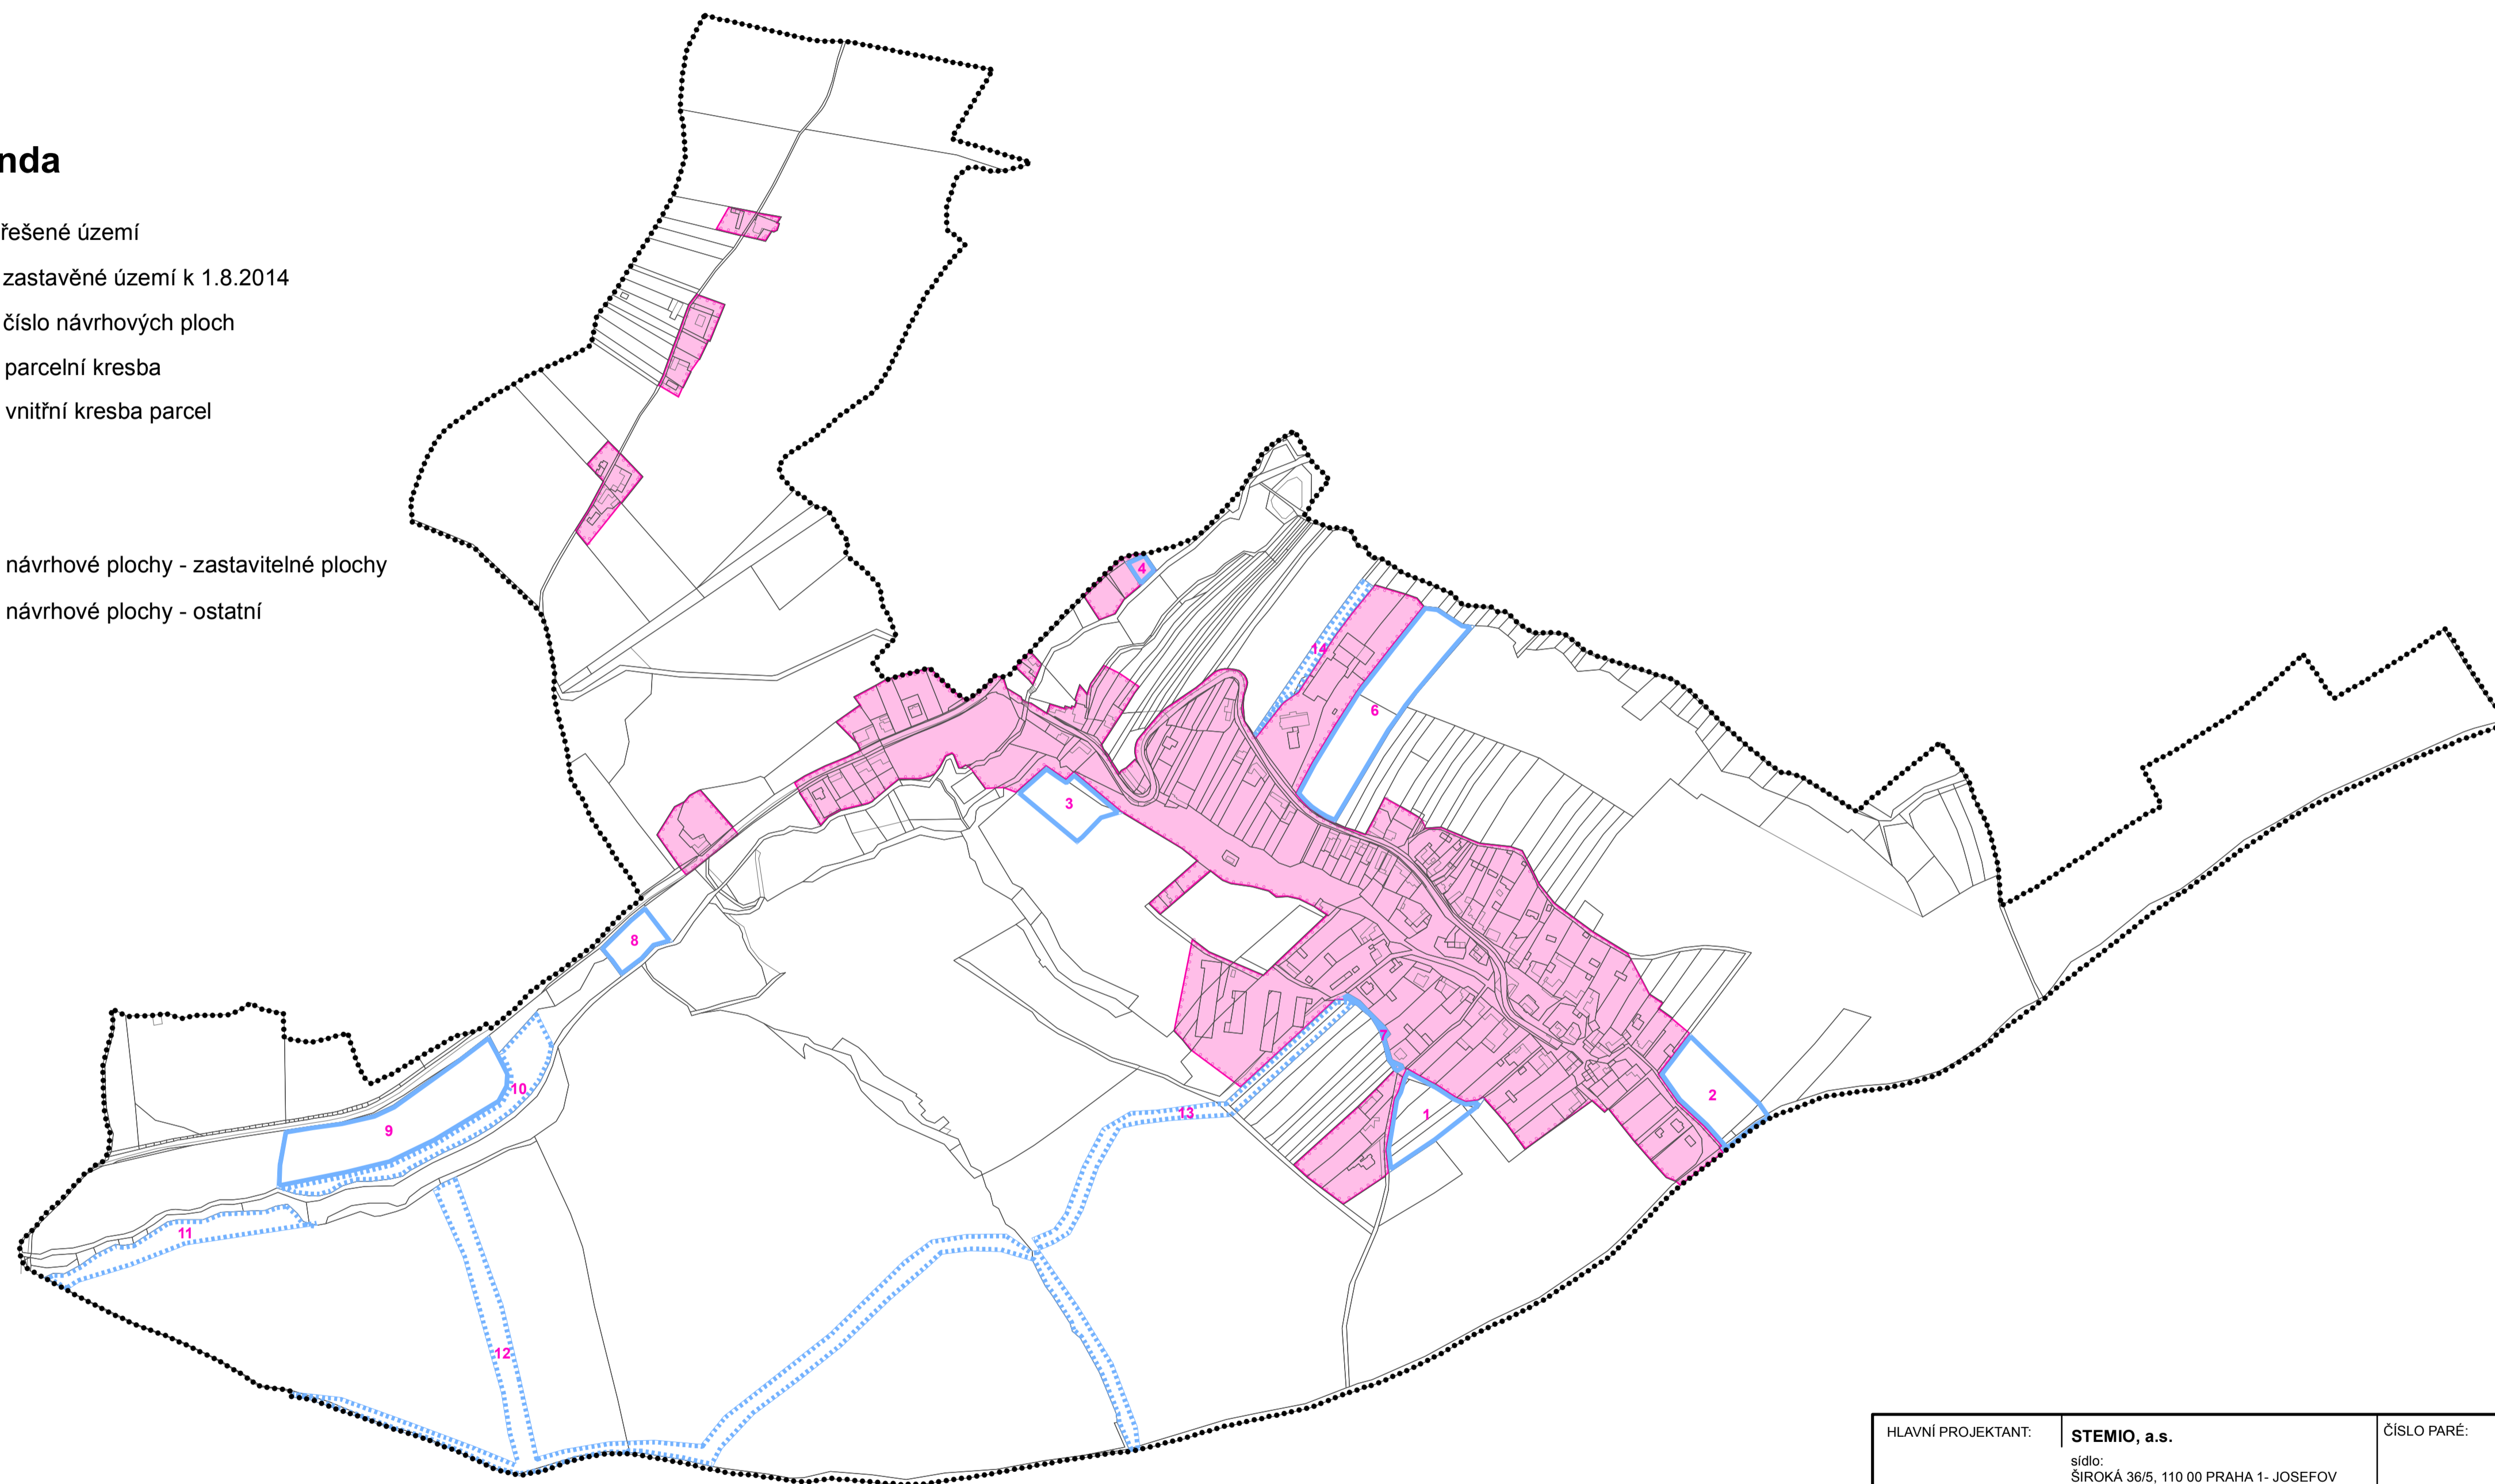 nda
řešené území
zastavěné území k 1.8.2014
číslo návrhových ploch
parcelní kresba
vnitřní kresba parcel
návrhové plochy - zastavitelné plochy
návrhové plochy - ostatní
4
14
6
3
8
7
10
9
2
1
13
11
12
HLAVNÍ PROJEKTANT:
STEMIO, a.s.
ČÍSLO PARÉ:
sídlo:
ŠIROKÁ 36/5, 110 00 PRAHA 1- JOSEFOV